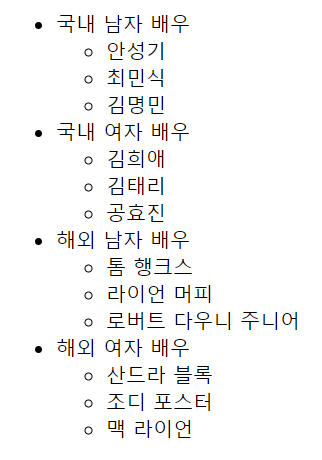 국내 남자 배우
안성기
최민식
김명민
국내 여자 배우
김희애
김태리
공효진
해외 남자 배우
톰 행크스
라이언 머피
로버트 다우니 주니어
해외 여자 배우
산드라 블록
조디 포스터
맥 라이언